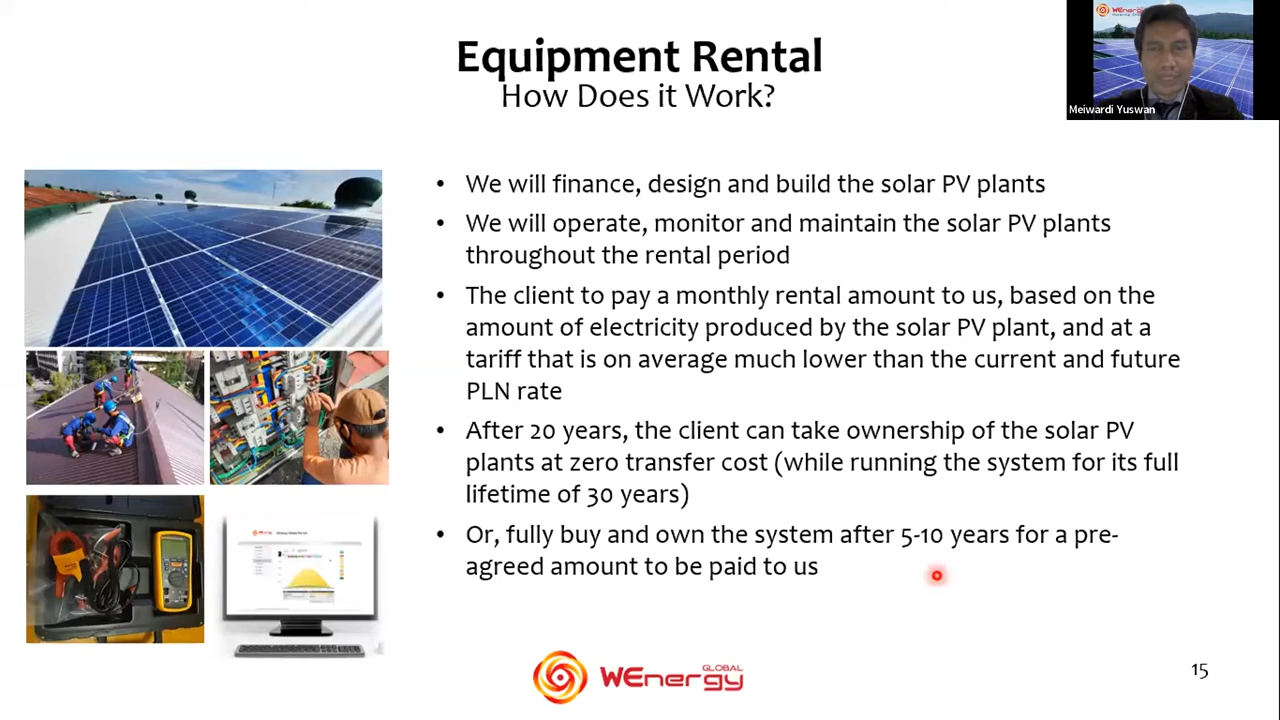 Equipment Rental
How Does it Work?
WEnergy
Meiwardi Yuswan
• We will finance, design and build the solar PV plants
• We will operate, monitor and maintain the solar PV plants
throughout the rental period
• The client to pay a monthly rental amount to us, based on the
amount of electricity produced by the solar PV plant, and at a
tariff that is on average much lower than the current and future
PLN rate
• After 20 years, the client can take ownership of the solar PV
plants at zero transfer cost (while running the system for its full
lifetime of 30 years)
• Or, fully buy and own the system after 5-10 years for a pre-
agreed amount to be paid to us
GLOBAL
WEnergy
15